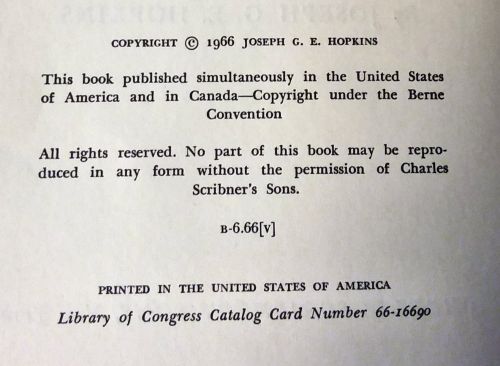 COPYRIGHT © 1966 JOSEPH G. E. HOPKINS
This book published simultaneously in the United States
of America and in Canada—Copyright under the Berne
Convention
All rights reserved. No part of this book may be repro-
duced in any form without the permission of Charles
Scribner's Sons.
B-6.66[V]
PRINTED IN THE UNITED STATES OF AMERICA
Library of Congress Catalog Card Number 66-16690